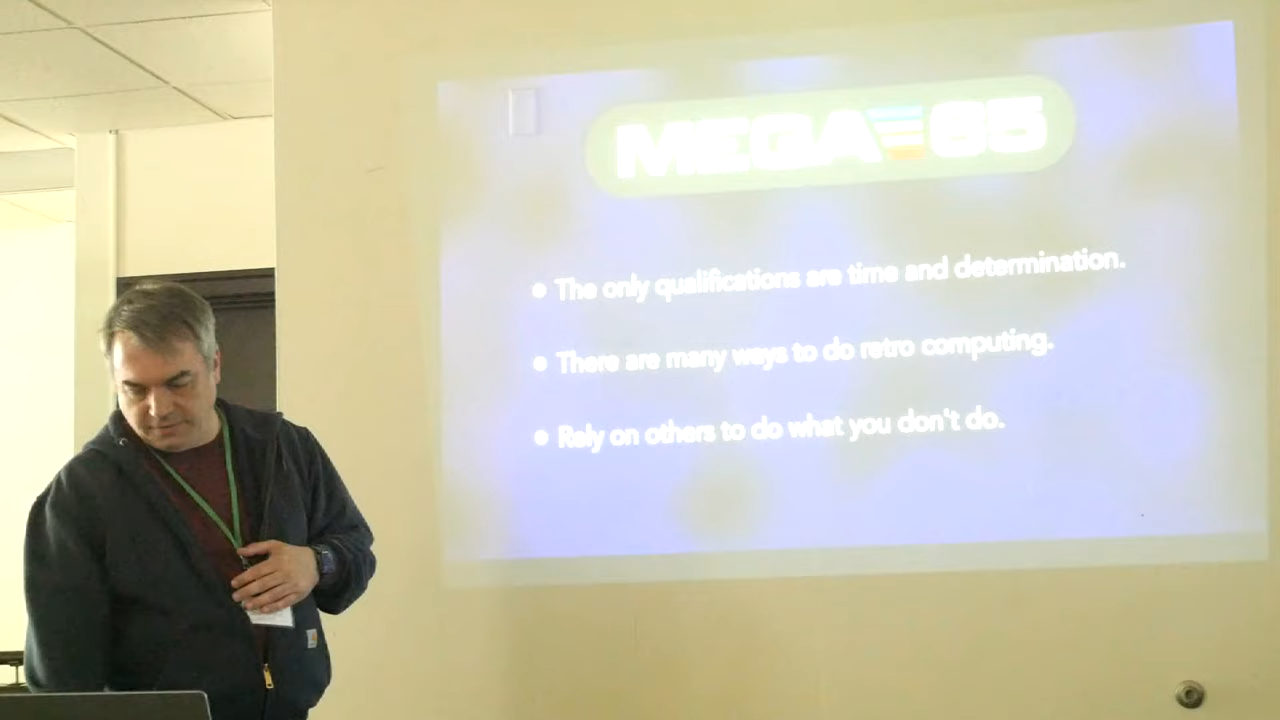 MEGA 65
• The only qualifications are time and determination.
• There are many ways to do retro computing.
• Rely on others to do what you don't do.